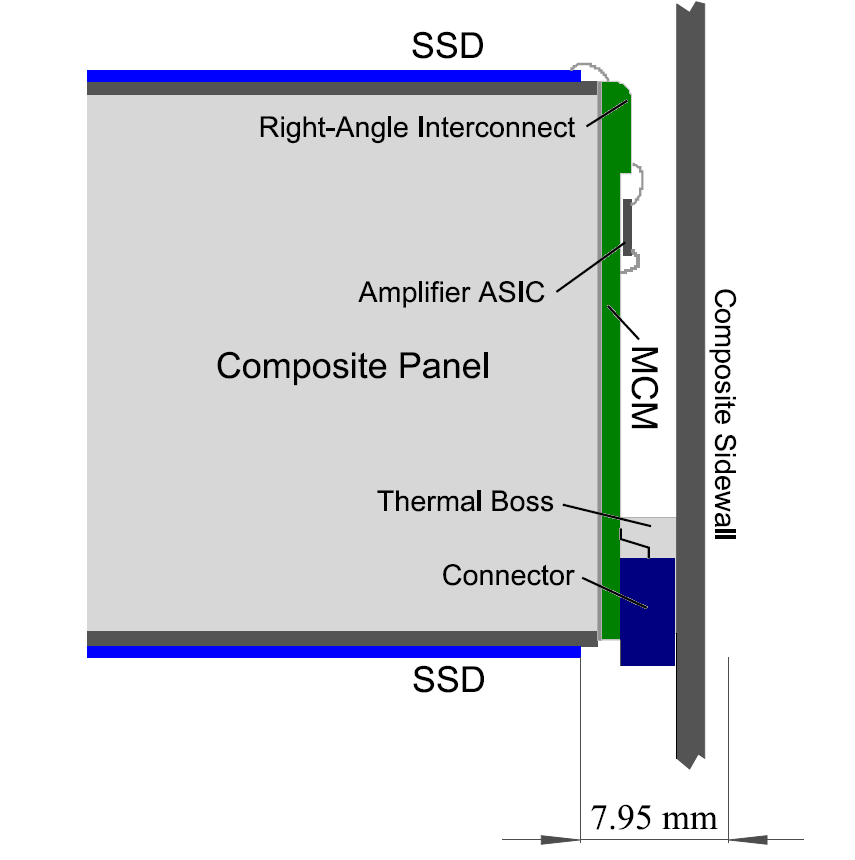 SSD
Right-Angle Interconnect
Amplifier ASIC
Composite Panel
MCM
Composite Sidewall
Thermal Boss
Connector
SSD
7.95 mm